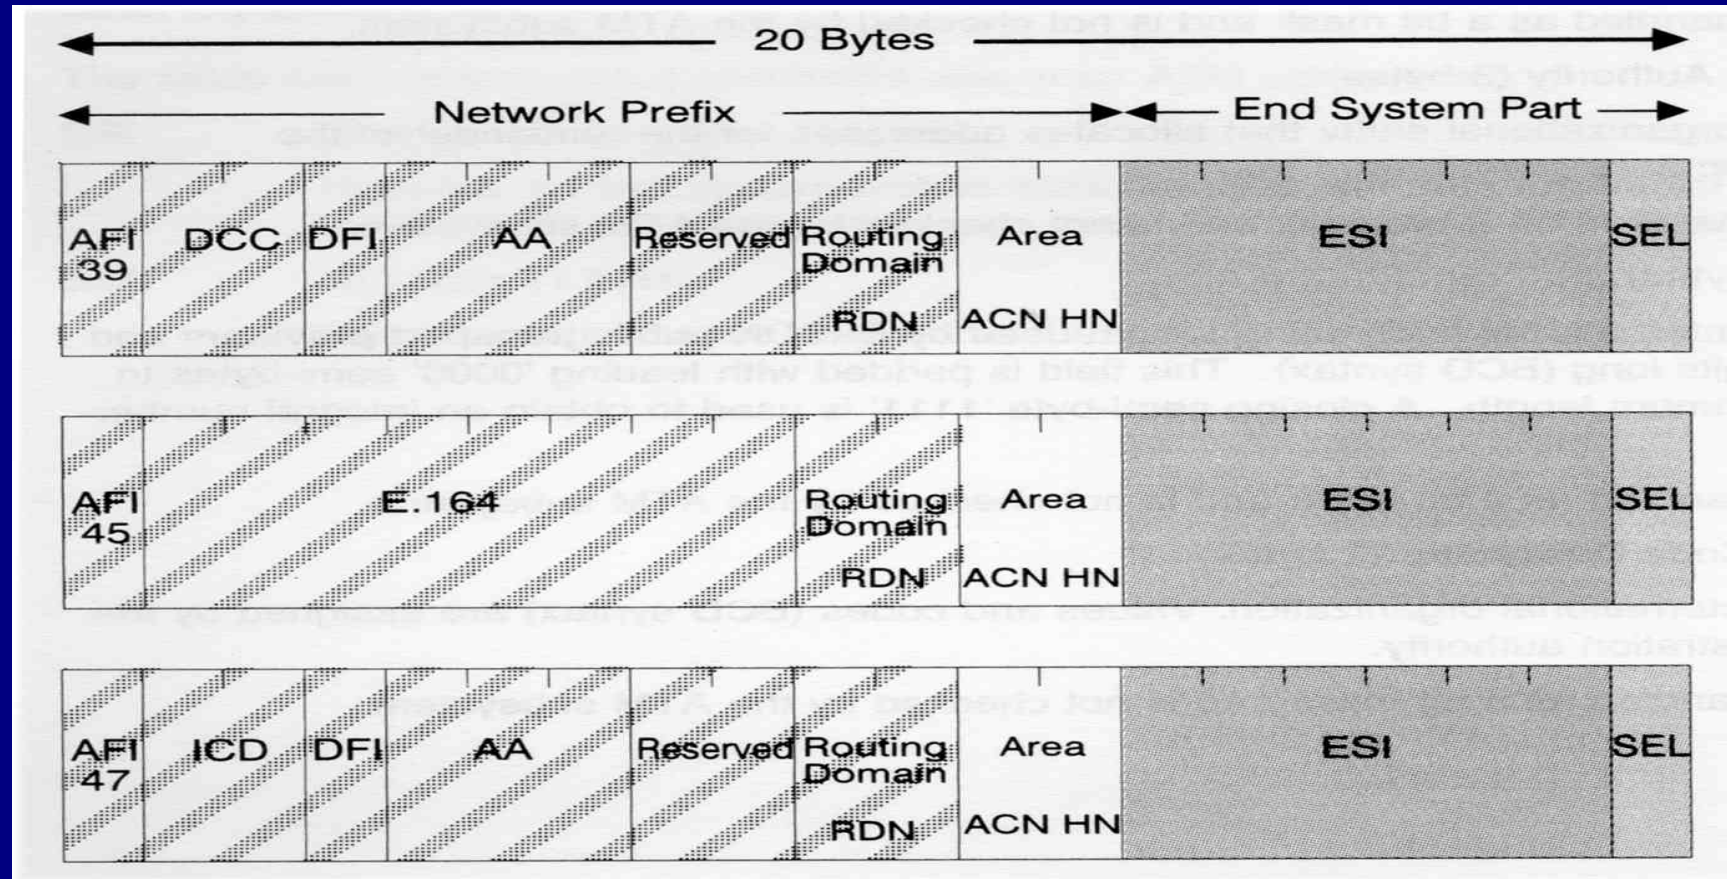 20 Bytes
Network Prefix End System Part
AFI DCC DFI AA Reserved Routing Area ESI SEL
39 Domain
RDN ACN HN
AFI E.164 Routing Area ESI SEL
45 Domain
RDN ACN HN
AFI ICD DFI AA Reserved Routing Area ESI SEL
47 Domain
RDN ACN HN